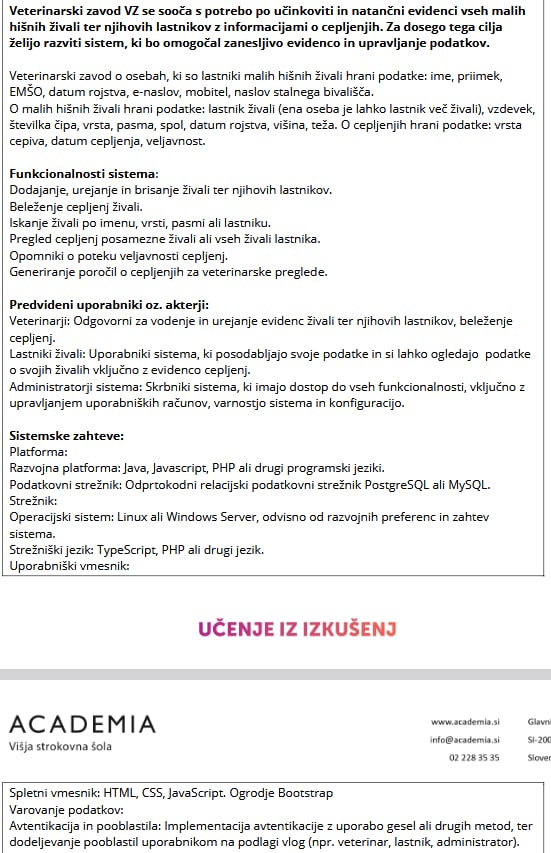 Veterinarski zavod VZ se sooča s potrebo po učinkoviti in natančni evidenci vseh malih
hišnih živali ter njihovih lastnikov z informacijami o cepljenjih. Za dosego tega cilja
želijo razviti sistem, ki bo omogočal zanesljivo evidenco in upravljanje podatkov.
Veterinarski zavod o osebah, ki so lastniki malih hišnih živali hrani podatke: ime, priimek,
EMŠO, datum rojstva, e-naslov, mobitel, naslov stalnega bivališča.
O malih hišnih živali hrani podatke: lastnik živali (ena oseba je lahko lastnik več živali), vzdevek,
številka čipa, vrsta, pasma, spol, datum rojstva, višina, teža. O cepljenjih hrani podatke: vrsta
cepiva, datum cepljenja, veljavnost.
Funkcionalnosti sistema:
Dodajanje, urejanje in brisanje živali ter njihovih lastnikov.
Beleženje cepljenj živali.
Iskanje živali po imenu, vrsti, pasmi ali lastniku.
Pregled cepljenj posamezne živali ali vseh živali lastnika.
Opomniki o poteku veljavnosti cepljenj.
Generiranje poročil o cepljenjih za veterinarske preglede.
Predvideni uporabniki oz. akterji:
Veterinarji: Odgovorni za vodenje in urejanje evidenc živali ter njihovih lastnikov, beleženje
cepljenj.
Lastniki živali: Uporabniki sistema, ki posodabljajo svoje podatke in si lahko ogledajo podatke
o svojih živalih vključno z evidenco cepljenj.
Administratorji sistema: Skrbniki sistema, ki imajo dostop do vseh funkcionalnosti, vključno z
upravljanjem uporabniških računov, varnostjo sistema in konfiguracijo.
Sistemske zahteve:
Platforma:
Razvojna platforma: Java, Javascript, PHP ali drugi programski jeziki.
Podatkovni strežnik: Odprtokodni relacijski podatkovni strežnik PostgreSQL ali MySQL.
Strežnik:
Operacijski sistem: Linux ali Windows Server, odvisno od razvojnih preferenc in zahtev
sistema.
Strežniški jezik: TypeScript, PHP ali drugi jezik.
Uporabniški vmesnik:
UČENJE IZ IZKUŠENJ
ACADEMIA
Višja strokovna šola
www.academia.si
info@academia.si
02 228 35 35
Glavni
SI-200
Sloven
Spletni vmesnik: HTML, CSS, JavaScript. Ogrodje Bootstrap
Varovanje podatkov:
Avtentikacija in pooblastila: Implementacija avtentikacije z uporabo gesel ali drugih metod, ter
dodeljevanje pooblastil uporabnikom na podlagi vlog (npr. veterinar, lastnik, administrator).